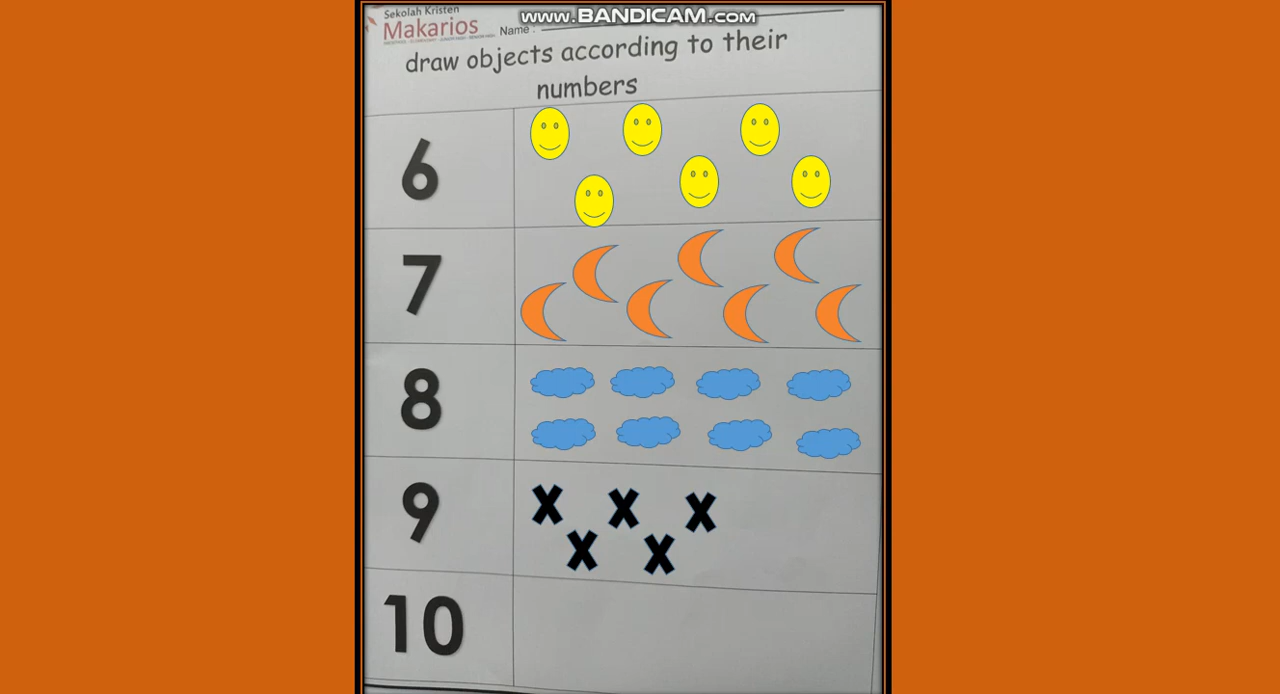 www.BANDICAM.com
Sekolah Kristen
Makarios
Name :
draw objects according to their
numbers
6
7
8
9
10